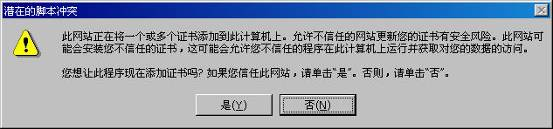 潜在的脚本冲突
此网站正在将一个或多个证书添加到此计算机上。允许不信任的网站更新您的证书有安全风险。此网站可
能会安装您不信任的证书，这可能会允许您不信任的程序在此计算机上运行并获取对您的数据的访问。
您想让此程序现在添加证书吗? 如果您信任此网站，请单击“是”。否则，请单击“否”。
是(Y)
否(N)